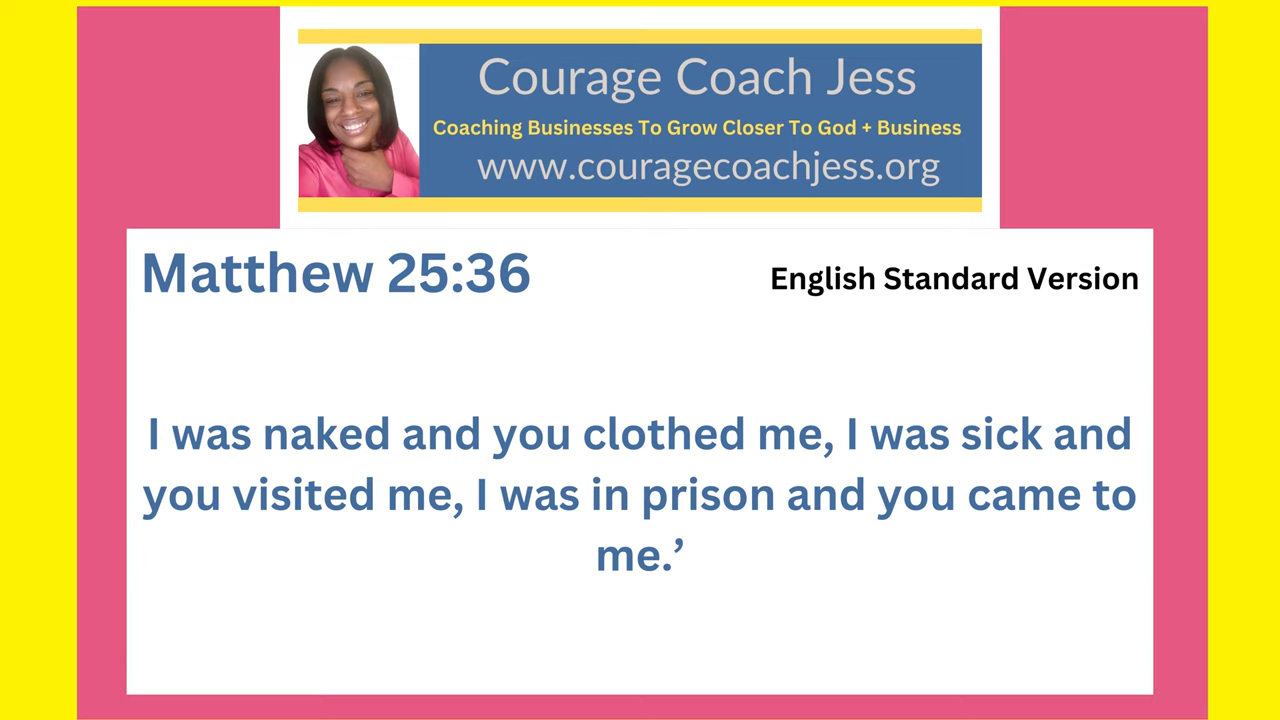 Courage Coach Jess
Coaching Businesses To Grow Closer To God + Business
www.couragecoachjess.org
Matthew 25:36
English Standard Version
I was naked and you clothed me, I was sick and
you visited me, I was in prison and you came to
me.’